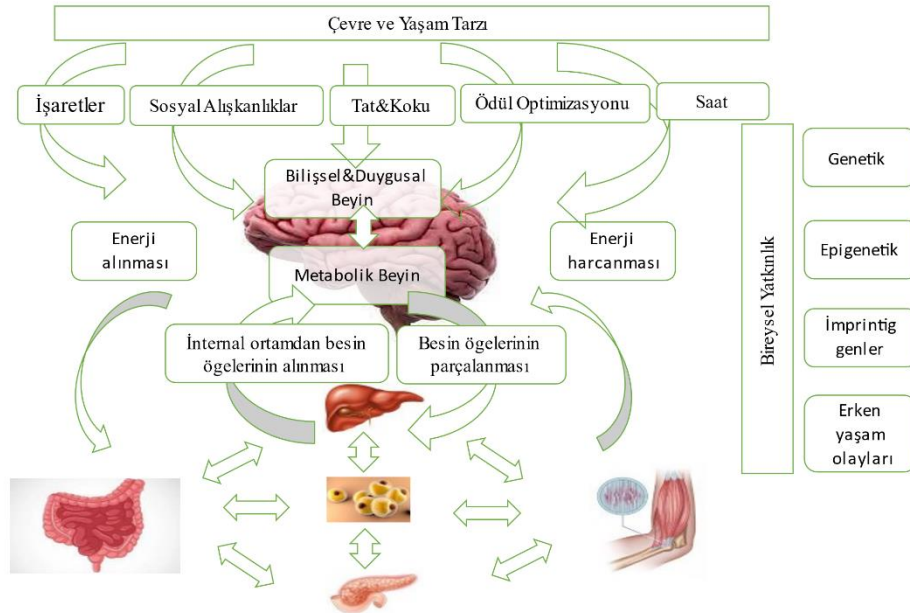 Çevre ve Yaşam Tarzı
İşaretler
Sosyal Alışkanlıklar
Tat&Koku
Ödül Optimizasyonu
Saat
Bilişsel&Duygusal
Beyin
Enerji
alınması
Metabolik Beyin
Enerji
harcanması
İnternal ortamdan besin
ögelerinin alınması
Besin ögelerinin
parçalanması
Bireysel Yatkınlık
Genetik
Epigenetik
İmprintig
genler
Erken
yaşam
olayları